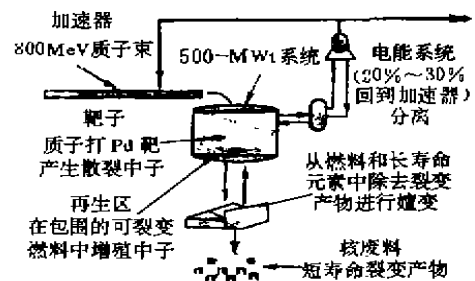 加速器
800MeV质子束
500-MWt系统
电能系统
(20%～30%
回到加速器)
分离
靶子
质子打 Pd 靶
产生散裂中子
再生区
在包围的可裂变
燃料中增殖中子
从燃料和长寿命
元素中除去裂变
产物进行嬗变
核废料
短寿命裂变产物